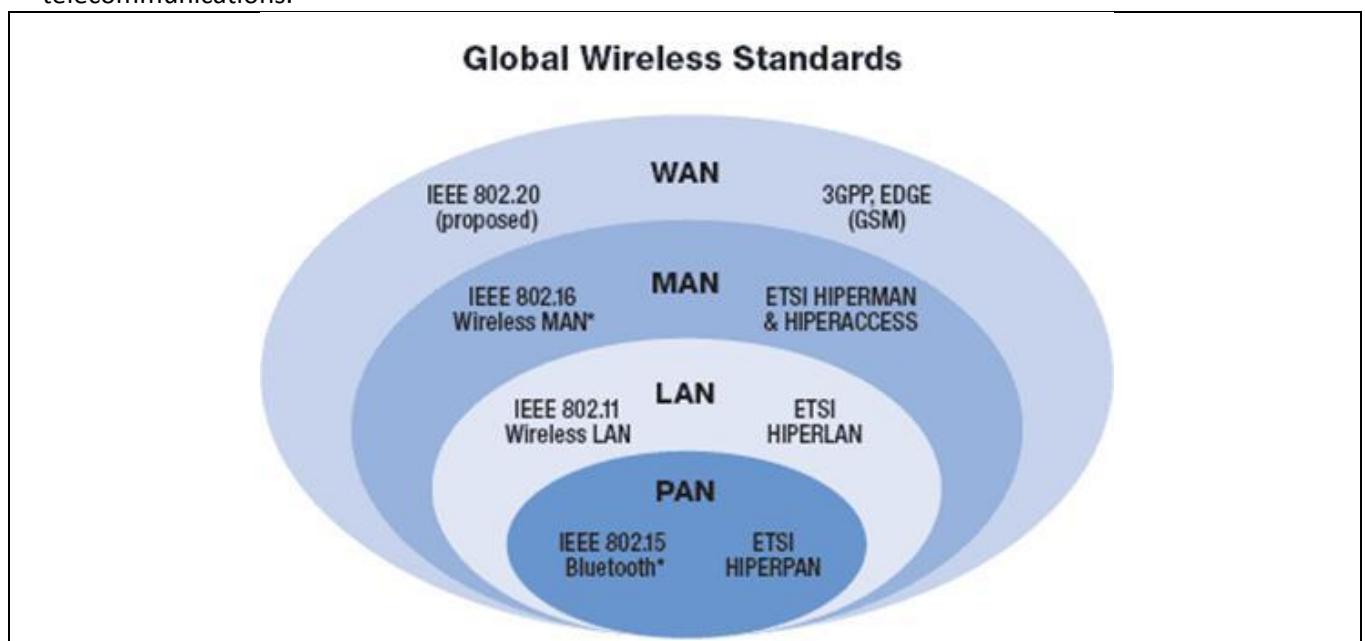 telecommunications.
Global Wireless Standards
WAN
IEEE 802.20
(proposed)
3GPP, EDGE
(GSM)
MAN
IEEE 802.16
Wireless MAN*
ETSI HIPERMAN
& HIPERACCESS
LAN
IEEE 802.11
Wireless LAN
ETSI
HIPERLAN
PAN
IEEE 802.15
Bluetooth*
ETSI
HIPERPAN